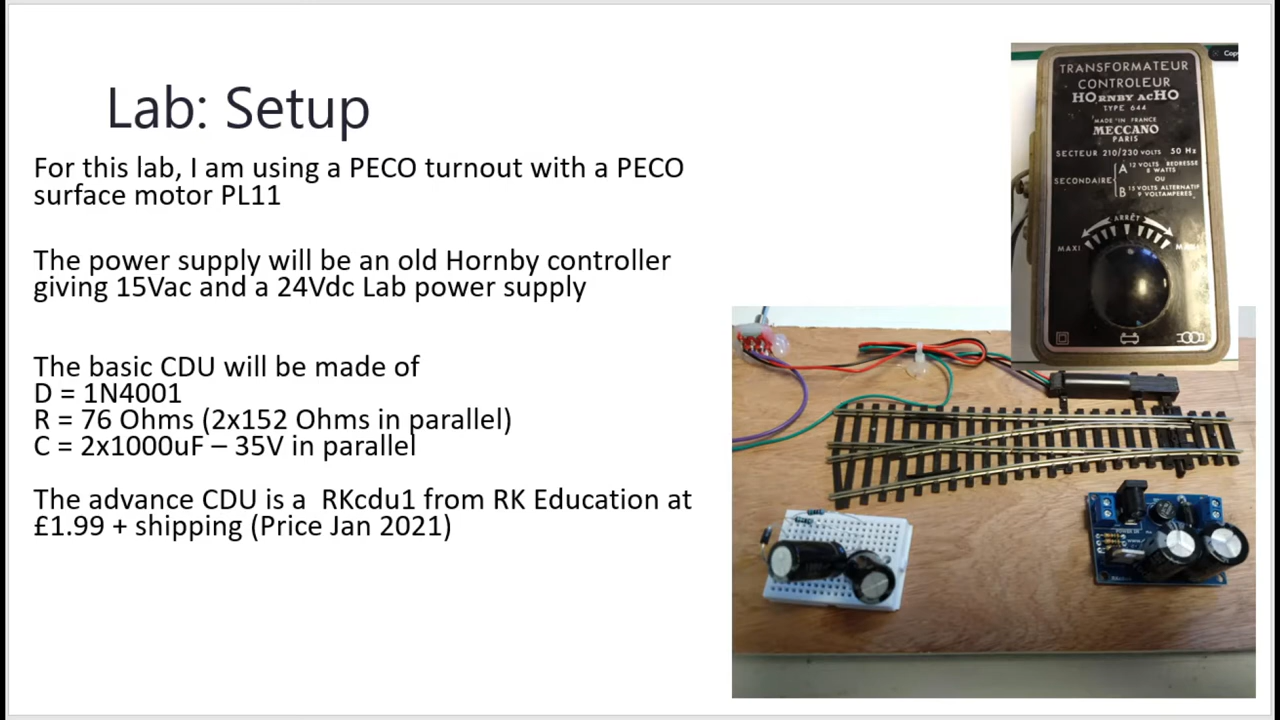 Lab: Setup
For this lab, I am using a PECO turnout with a PECO
surface motor PL11
The power supply will be an old Hornby controller
giving 15Vac and a 24Vdc Lab power supply
The basic CDU will be made of
D = 1N4001
R = 76 Ohms (2x152 Ohms in parallel)
C = 2x1000uF – 35V in parallel
The advance CDU is a  RKcdu1 from RK Education at
£1.99 + shipping (Price Jan 2021)
TRANSFORMATEUR
CONTROLEUR
HORNBY ACHO
TYPE 644
MADE IN FRANCE
MECCANO
PARIS
SECTEUR 210/230 VOLTS 50 Hz
SECONDAIRE
A 12 VOLTS REDRESSE
8 WATTS
OU
B 15 VOLTS ALTERNATIF
9 VOLTAMPERES
ARRÊT
MAXI MAXI